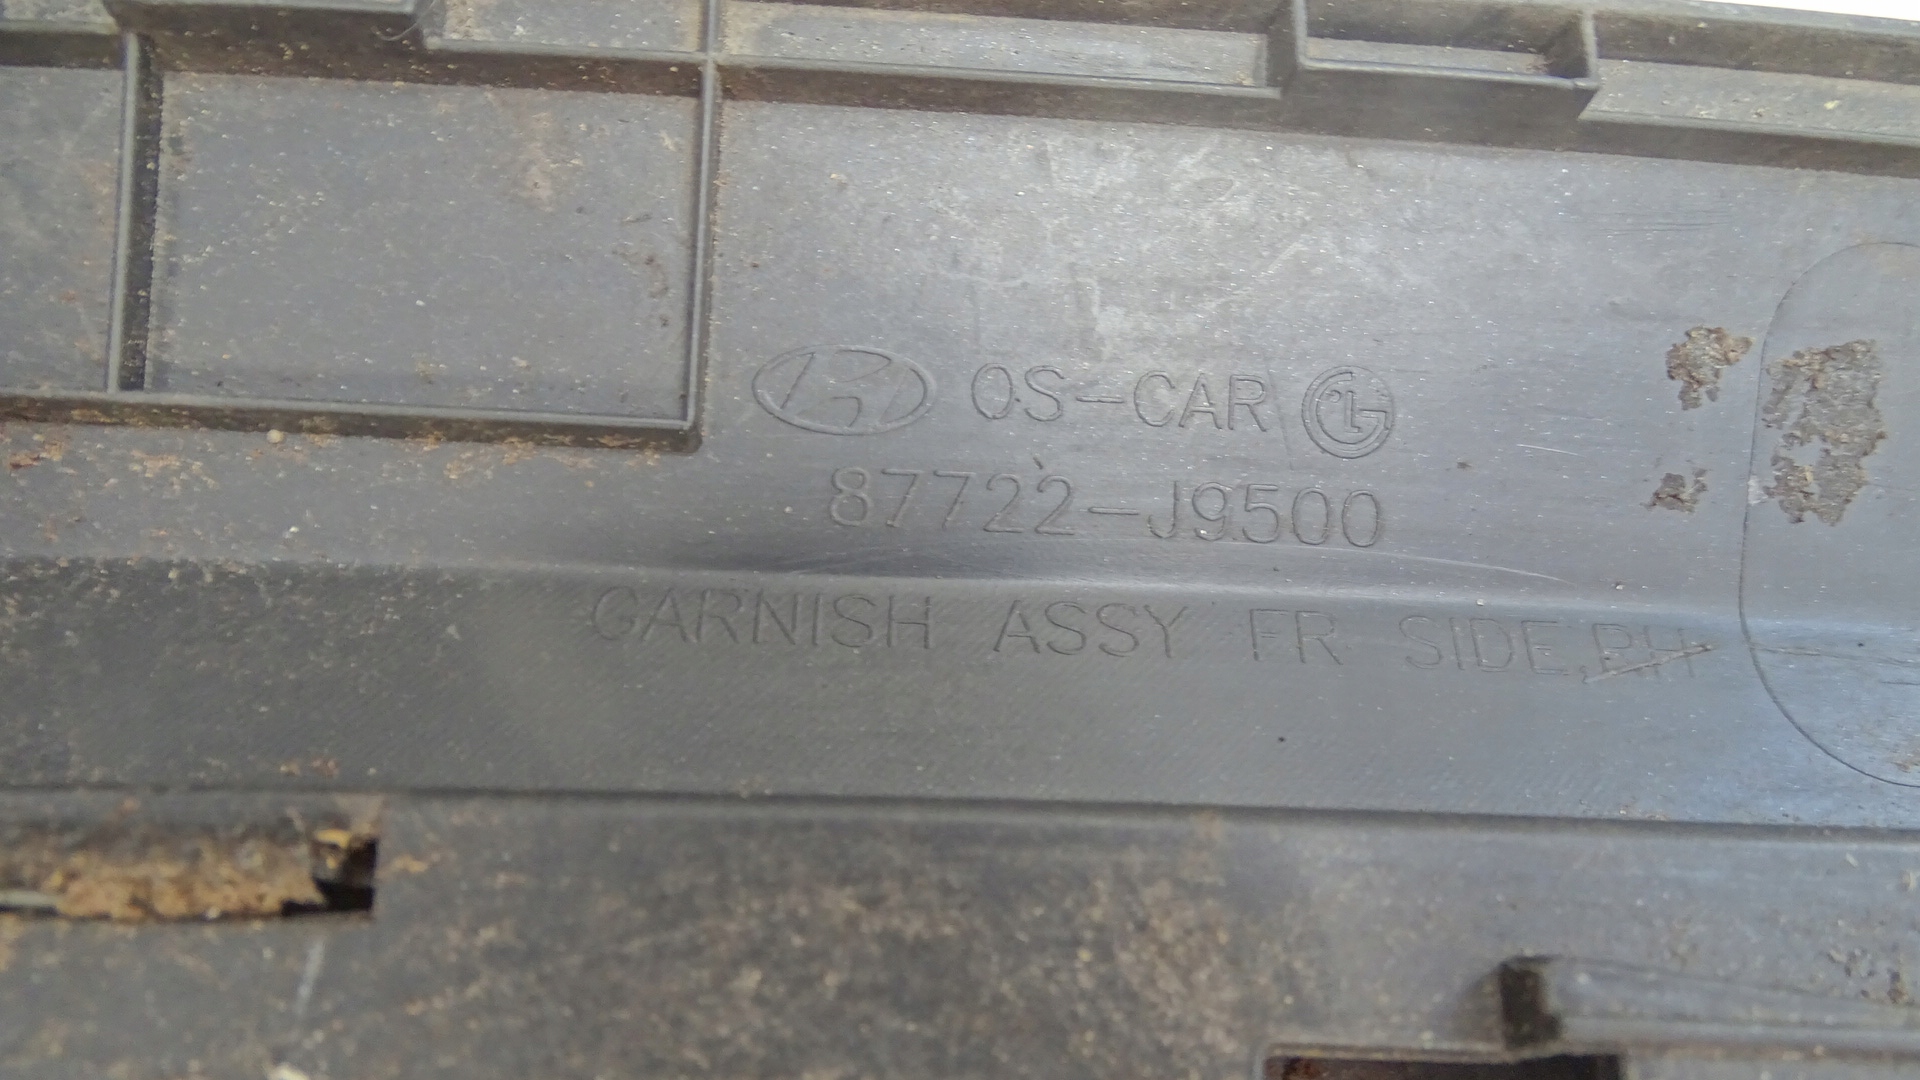 OS-CAR
87722-J9500
GARNISH ASSY FR SIDE,RH